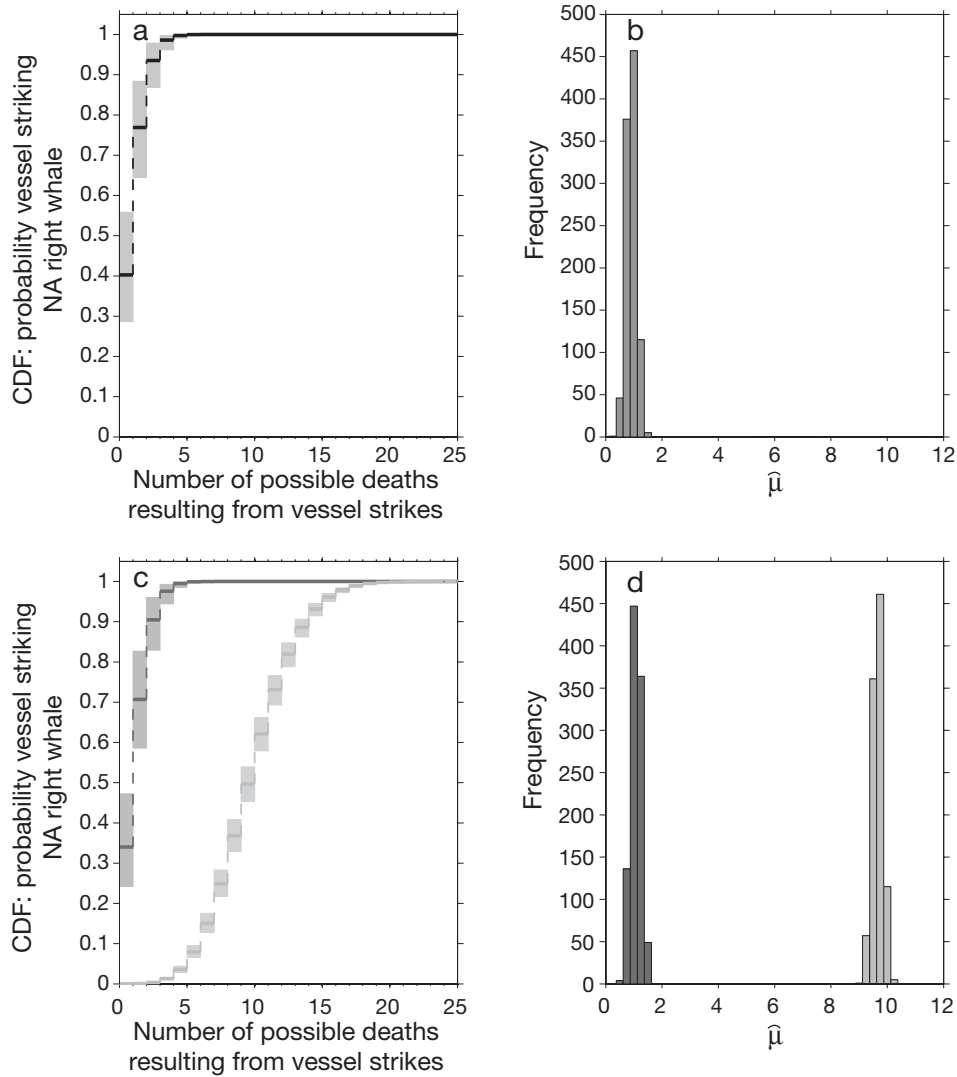 a
1
0.9
0.8
0.7
0.6
0.5
0.4
0.3
0.2
0.1
0
CDF: probability vessel striking
NA right whale
0 5 10 15 20 25
Number of possible deaths
resulting from vessel strikes
b
500
450
400
350
300
250
200
150
100
50
0
Frequency
0 2 4 6 8 10 12
μ̂
c
1
0.9
0.8
0.7
0.6
0.5
0.4
0.3
0.2
0.1
0
CDF: probability vessel striking
NA right whale
0 5 10 15 20 25
Number of possible deaths
resulting from vessel strikes
d
500
450
400
350
300
250
200
150
100
50
0
Frequency
0 2 4 6 8 10 12
μ̂